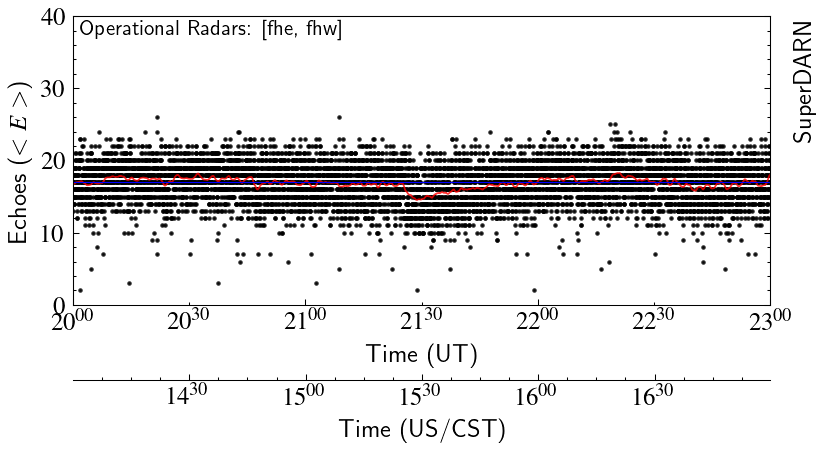 Operational Radars: [fhe, fhw]
SuperDARN
Echoes (< E >)
40
30
20
10
0
20^00 20^30 21^00 21^30 22^00 22^30 23^00
Time (UT)
14^30 15^00 15^30 16^00 16^30
Time (US/CST)